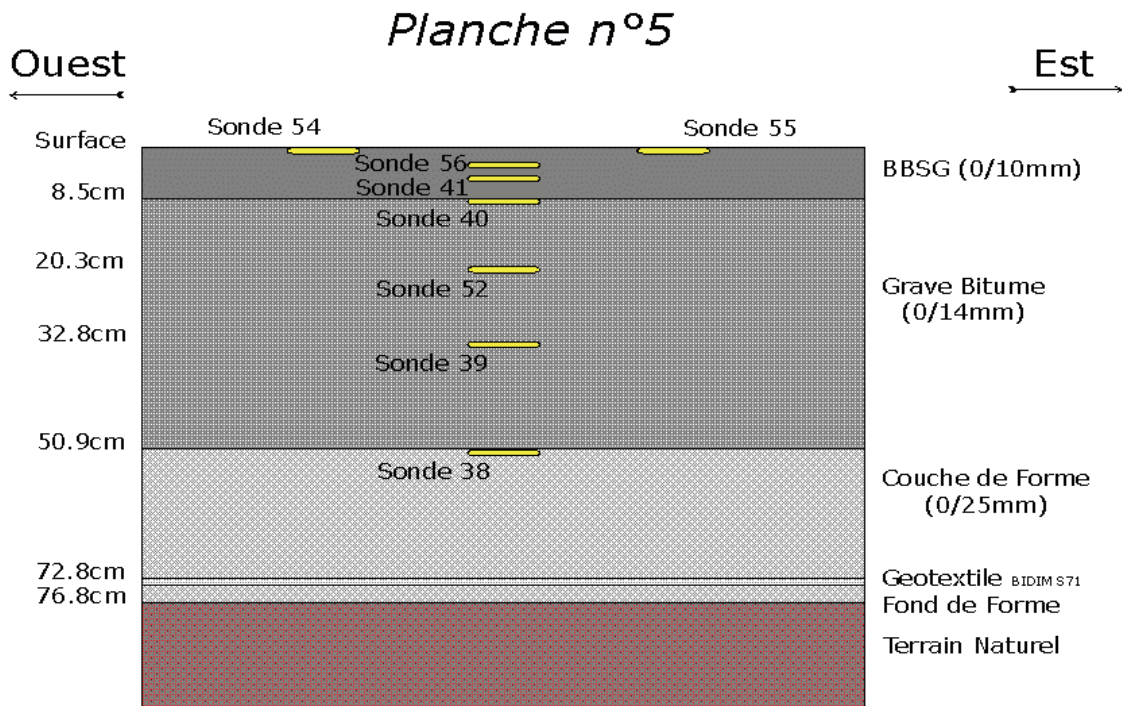 Planche n°5
Ouest
Est
Sonde 54
Sonde 55
Surface
Sonde 56
BBSG (0/10mm)
Sonde 41
8.5cm
Sonde 40
20.3cm
Sonde 52
Grave Bitume
(0/14mm)
32.8cm
Sonde 39
50.9cm
Sonde 38
Couche de Forme
(0/25mm)
72.8cm
Geotextile BIDIM S71
76.8cm
Fond de Forme
Terrain Naturel